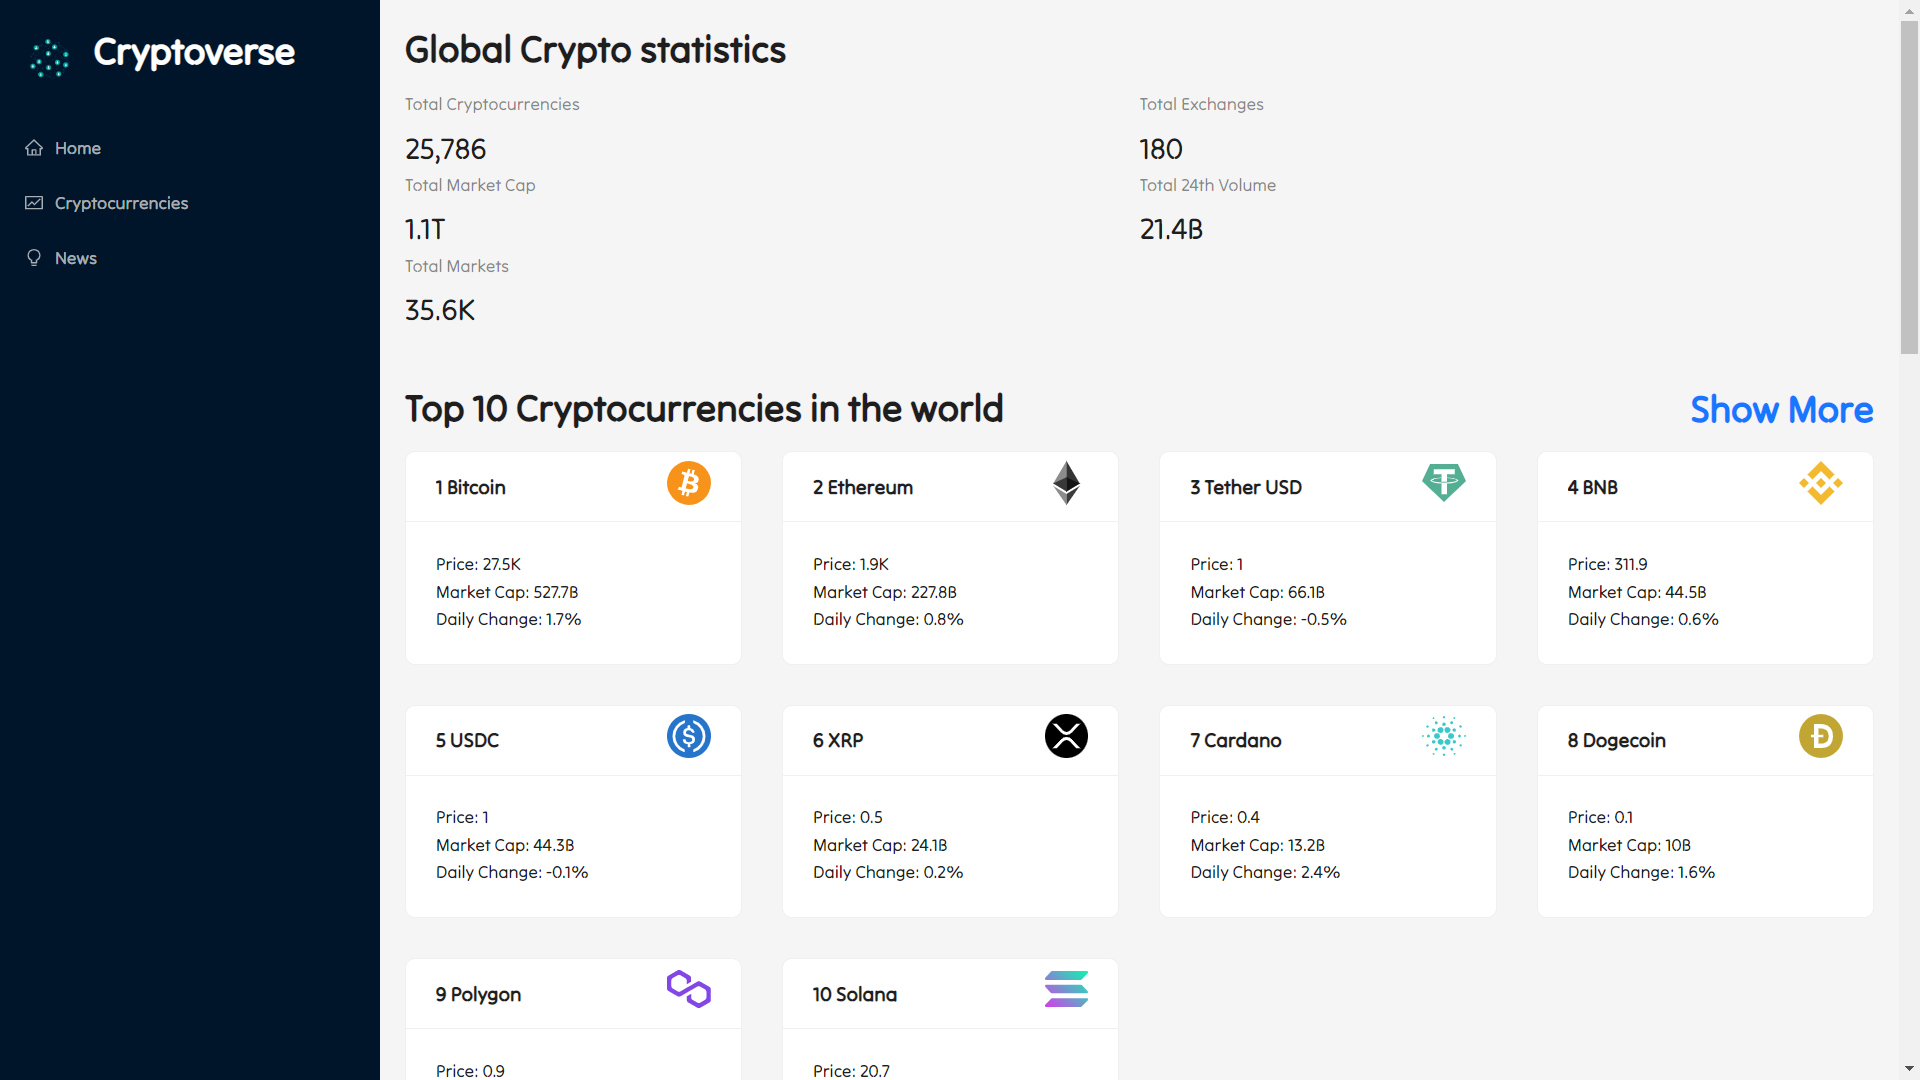 Cryptoverse
Home
Cryptocurrencies
News
Global Crypto statistics
Total Cryptocurrencies
25,786
Total Exchanges
180
Total Market Cap
1.1T
Total 24th Volume
21.4B
Total Markets
35.6K
Top 10 Cryptocurrencies in the world
Show More
1 Bitcoin
Price: 27.5K
Market Cap: 527.7B
Daily Change: 1.7%
2 Ethereum
Price: 1.9K
Market Cap: 227.8B
Daily Change: 0.8%
3 Tether USD
Price: 1
Market Cap: 66.1B
Daily Change: -0.5%
4 BNB
Price: 311.9
Market Cap: 44.5B
Daily Change: 0.6%
5 USDC
Price: 1
Market Cap: 44.3B
Daily Change: -0.1%
6 XRP
Price: 0.5
Market Cap: 24.1B
Daily Change: 0.2%
7 Cardano
Price: 0.4
Market Cap: 13.2B
Daily Change: 2.4%
8 Dogecoin
Price: 0.1
Market Cap: 10B
Daily Change: 1.6%
9 Polygon
Price: 0.9
10 Solana
Price: 20.7